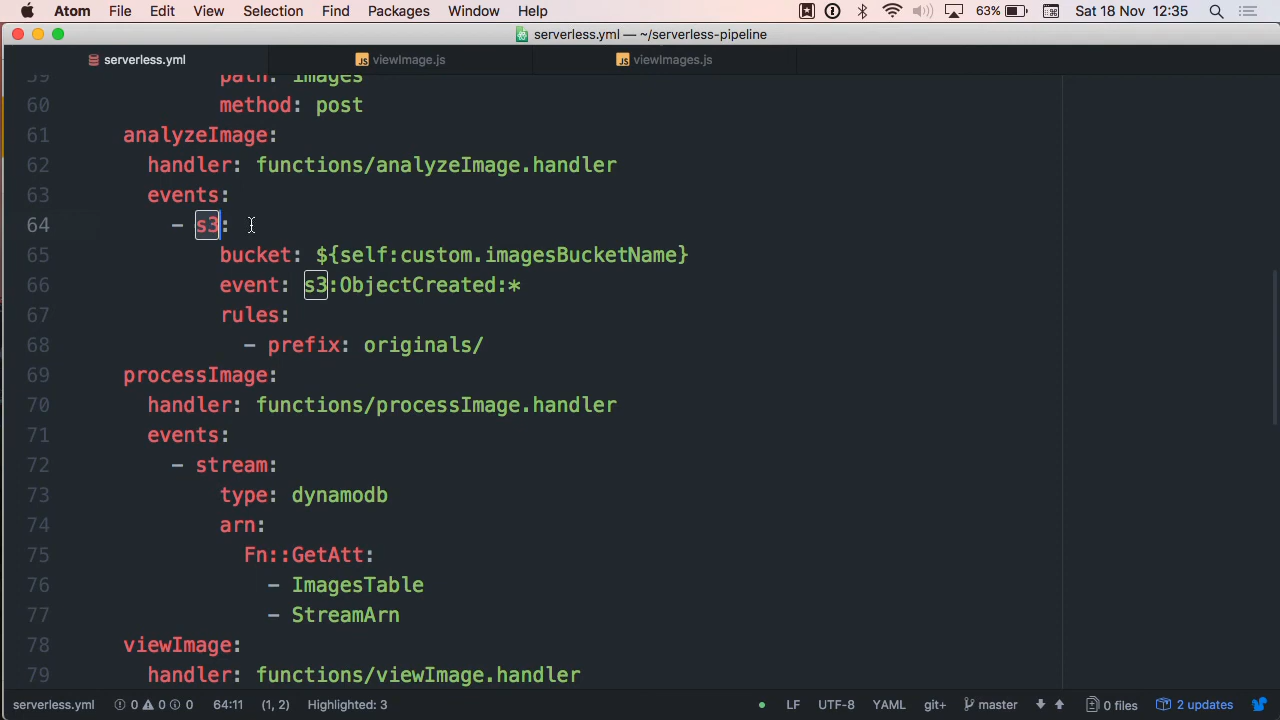 Atom File Edit View Selection Find Packages Window Help 63% Sat 18 Nov 12:35
serverless.yml — ~/serverless-pipeline
serverless.yml viewImage.js viewImages.js
59 path: images
60 method: post
61 analyzeImage:
62 handler: functions/analyzeImage.handler
63 events:
64 - s3:
65 bucket: ${self:custom.imagesBucketName}
66 event: s3:ObjectCreated:*
67 rules:
68 - prefix: originals/
69 processImage:
70 handler: functions/processImage.handler
71 events:
72 - stream:
73 type: dynamodb
74 arn:
75 Fn::GetAtt:
76 - ImagesTable
77 - StreamArn
78 viewImage:
79 handler: functions/viewImage.handler
serverless.yml 0 0 0 64:11 (1, 2) Highlighted: 3 LF UTF-8 YAML git+ master 0 files 2 updates